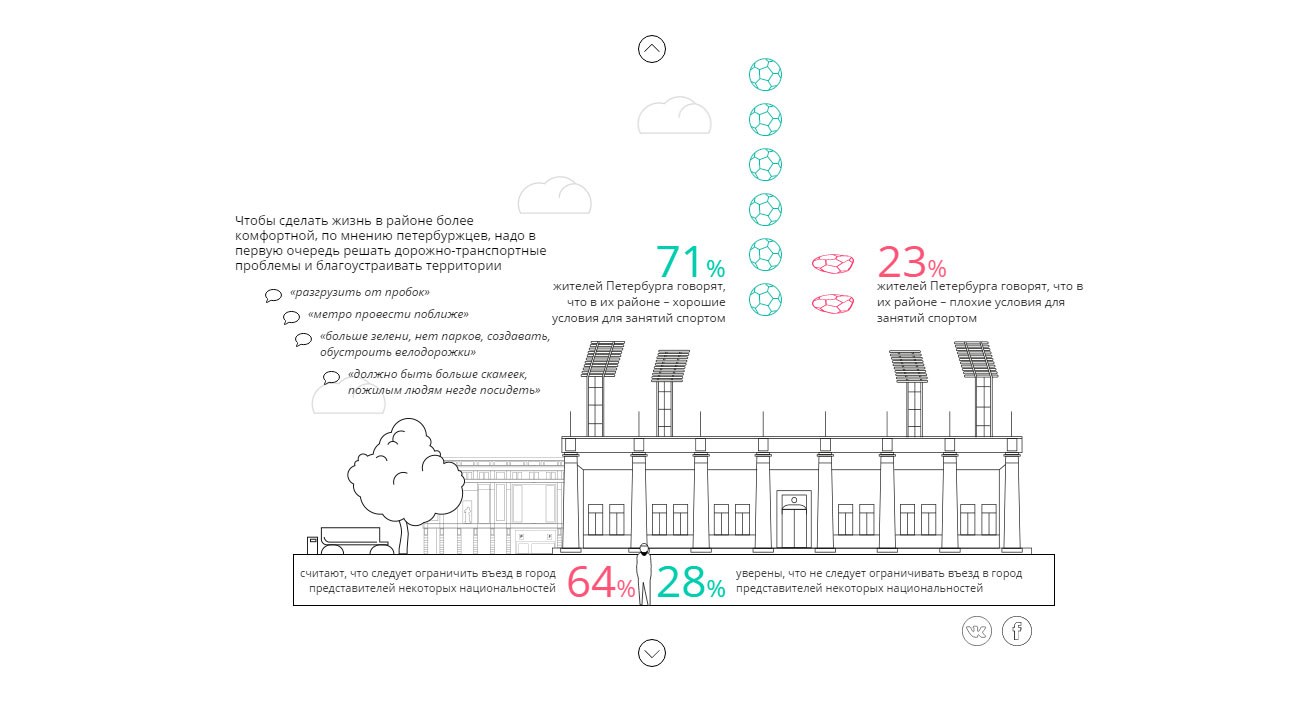 Чтобы сделать жизнь в районе более
комфортной, по мнению петербуржцев, надо в
первую очередь решать дорожно-транспортные
проблемы и благоустраивать территории
«разгрузить от пробок»
«метро провести поближе»
«больше зелени, нет парков, создавать,
обустроить велодорожки»
«должно быть больше скамеек,
пожилым людям негде посидеть»
71%
жителей Петербурга говорят,
что в их районе – хорошие
условия для занятий спортом
23%
жителей Петербурга говорят, что в
их районе – плохие условия для
занятий спортом
считают, что следует ограничить въезд в город
представителей некоторых национальностей
64%
28%
уверены, что не следует ограничивать въезд в город
представителей некоторых национальностей